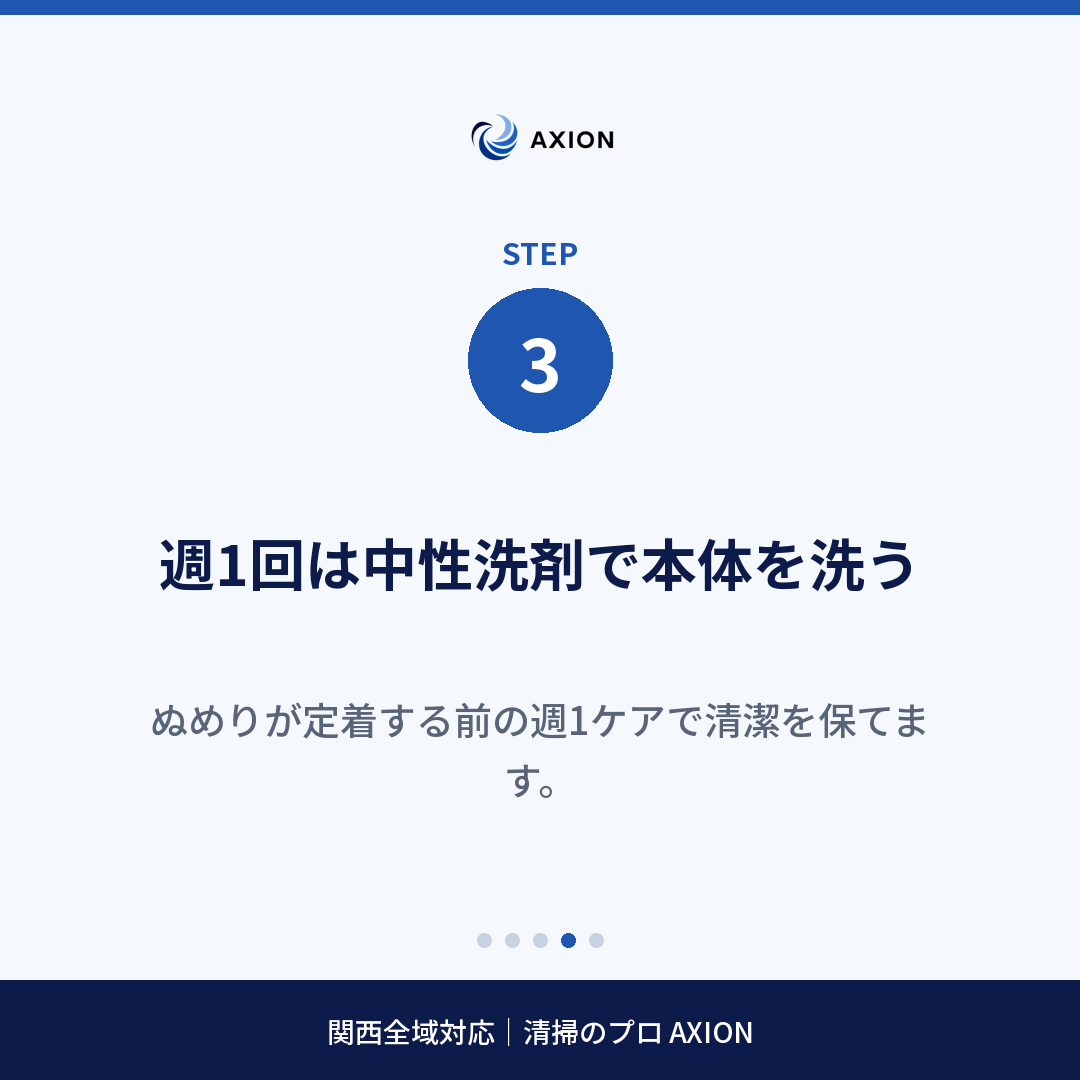 AXION
STEP
3
週1回は中性洗剤で本体を洗う
ぬめりが定着する前の週1ケアで清潔を保てま
す。
関西全域対応｜清掃のプロ AXION